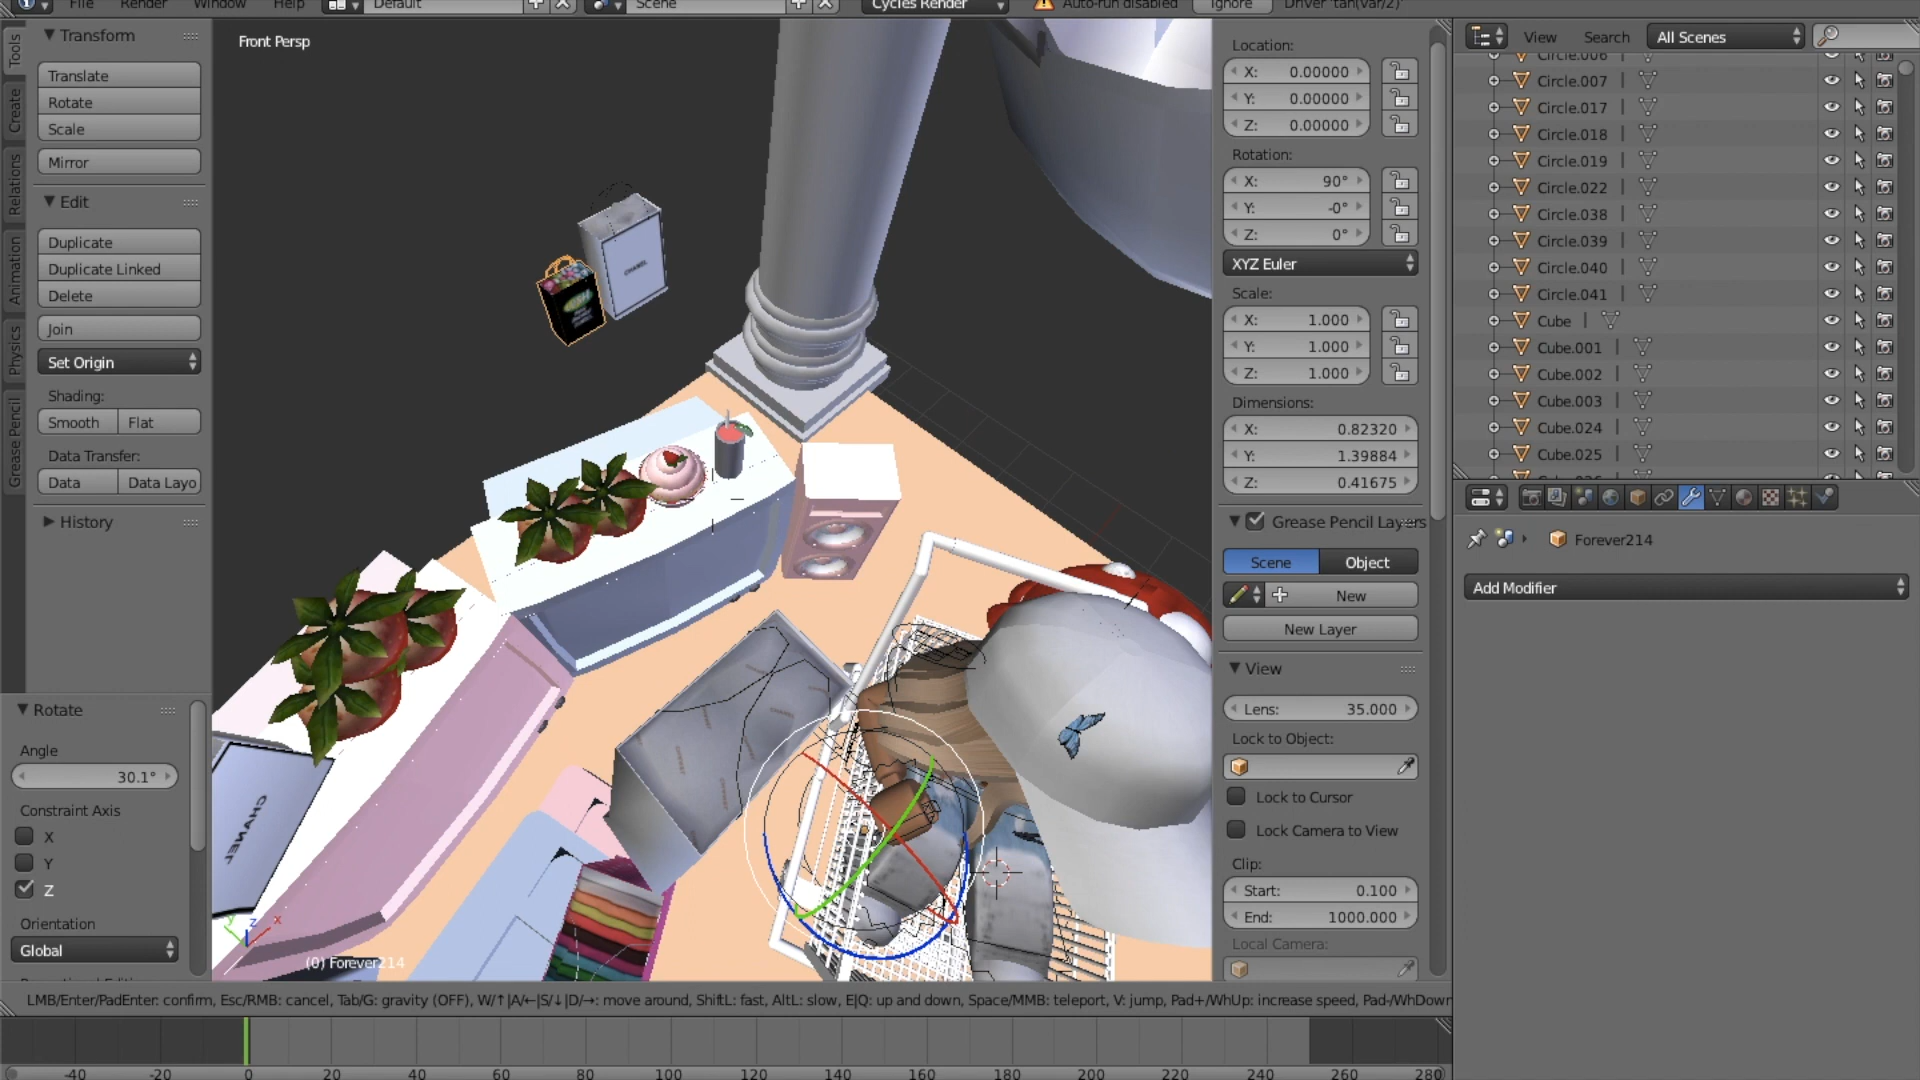 File Render Window Help Default Scene Cycles Render Auto-run disabled Ignore Driver 'tan(var/2)'
Tools
Create
Relations
Animation
Physics
Grease Pencil
Transform
Translate
Rotate
Scale
Mirror
Edit
Duplicate
Duplicate Linked
Delete
Join
Set Origin
Shading:
Smooth Flat
Data Transfer:
Data Data Layo
History
Rotate
Angle
30.1°
Constraint Axis
X
Y
Z
Orientation
Global
Front Persp
CHANEL
CHANEL
(0) Forever214
Location:
X: 0.00000
Y: 0.00000
Z: 0.00000
Rotation:
X: 90°
Y: -0°
Z: 0°
XYZ Euler
Scale:
X: 1.000
Y: 1.000
Z: 1.000
Dimensions:
X: 0.82320
Y: 1.39884
Z: 0.41675
Grease Pencil Layers
Scene Object
New
New Layer
View
Lens: 35.000
Lock to Object:
Lock to Cursor
Lock Camera to View
Clip:
Start: 0.100
End: 1000.000
Local Camera:
View Search All Scenes
Circle.006
Circle.007
Circle.017
Circle.018
Circle.019
Circle.022
Circle.038
Circle.039
Circle.040
Circle.041
Cube
Cube.001
Cube.002
Cube.003
Cube.024
Cube.025
Forever214
Add Modifier
LMB/Enter/PadEnter: confirm, Esc/RMB: cancel, Tab/G: gravity (OFF), W/↑|A/←|S/↓|D/→: move around, ShiftL: fast, AltL: slow, E|Q: up and down, Space/MMB: teleport, V: jump, Pad+/WhUp: increase speed, Pad-/WhDown
-40 -20 0 20 40 60 80 100 120 140 160 180 200 220 240 260 280